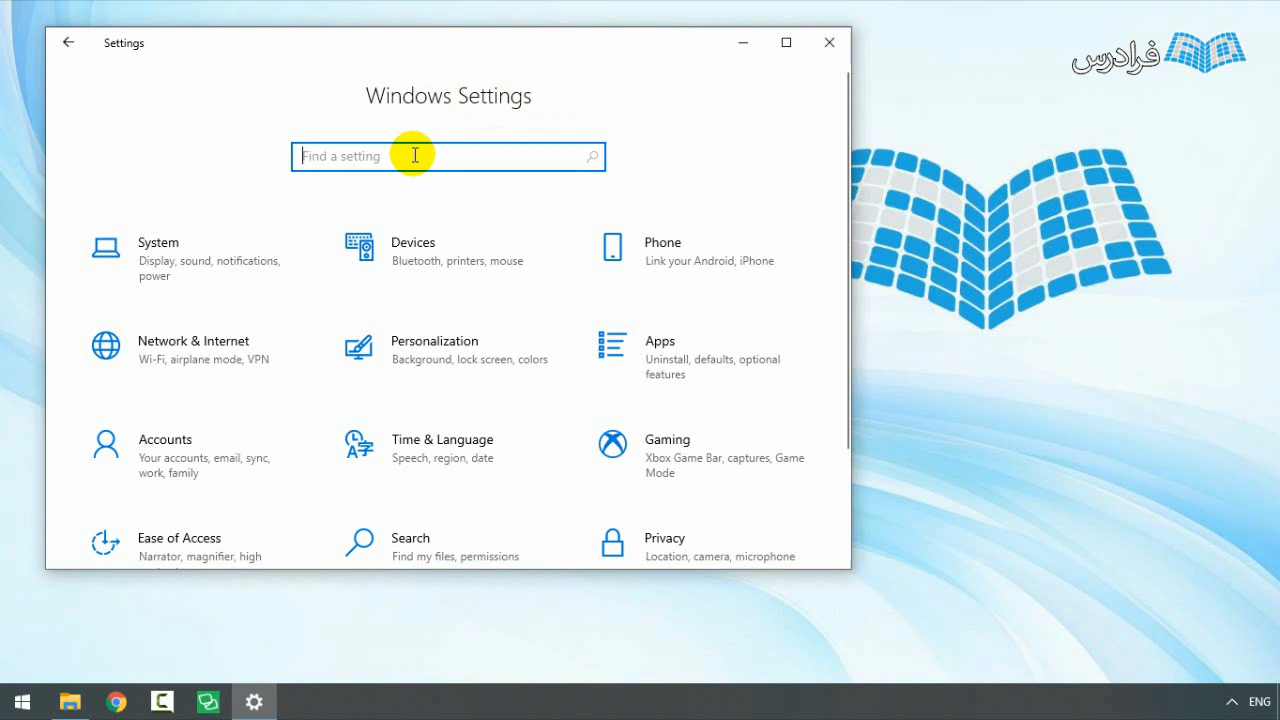 Settings
فرادرس
Windows Settings
Find a setting
System
Display, sound, notifications,
power
Devices
Bluetooth, printers, mouse
Phone
Link your Android, iPhone
Network & Internet
Wi-Fi, airplane mode, VPN
Personalization
Background, lock screen, colors
Apps
Uninstall, defaults, optional
features
Accounts
Your accounts, email, sync,
work, family
Time & Language
Speech, region, date
Gaming
Xbox Game Bar, captures, Game
Mode
Ease of Access
Narrator, magnifier, high
Search
Find my files, permissions
Privacy
Location, camera, microphone
ENG